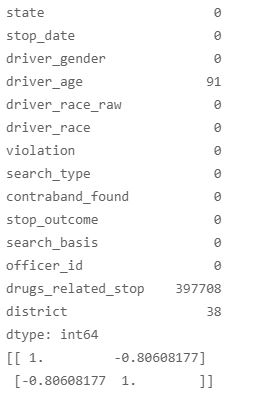 state 0
stop_date 0
driver_gender 0
driver_age 91
driver_race_raw 0
driver_race 0
violation 0
search_type 0
contraband_found 0
stop_outcome 0
search_basis 0
officer_id 0
drugs_related_stop 397708
district 38
dtype: int64
[[ 1. -0.80608177]
[-0.80608177 1. ]]